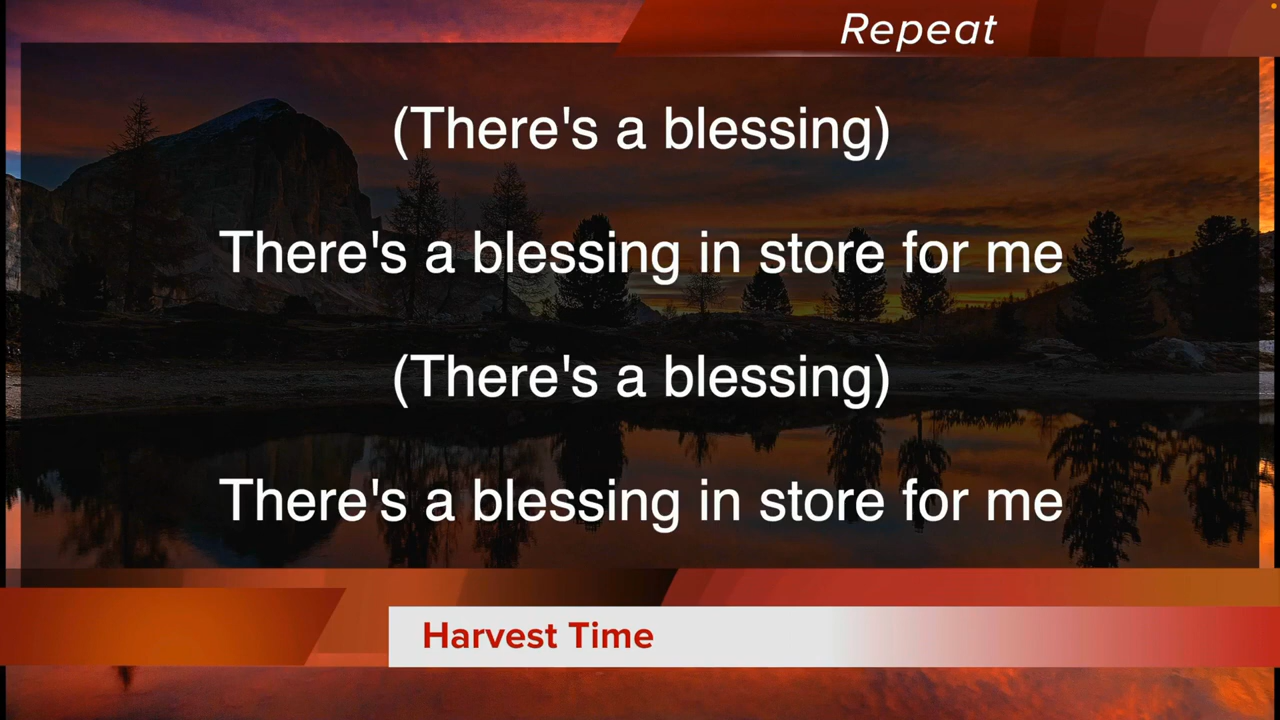 Repeat
(There's a blessing)
There's a blessing in store for me
(There's a blessing)
There's a blessing in store for me
Harvest Time